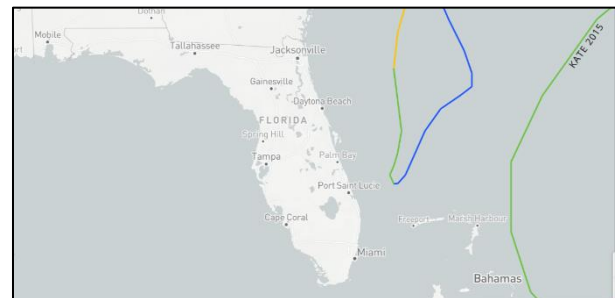 Dothan
Mobile
Tallahassee
Jacksonville
Gainesville
Daytona Beach
FLORIDA
Spring Hill
Tampa
Palm Bay
Port Saint Lucie
Cape Coral
Freeport
Marsh Harbour
Miami
Bahamas
KATE 2015